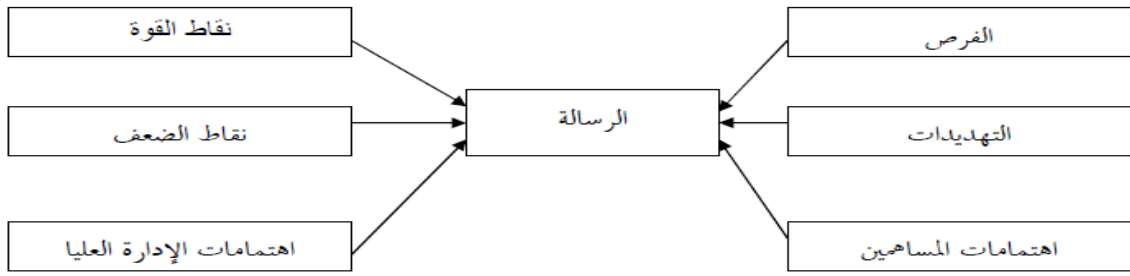 الفرص
نقاط القوة
الرسالة
التهديدات
نقاط الضعف
اهتمامات المساهمين
اهتمامات الإدارة العليا